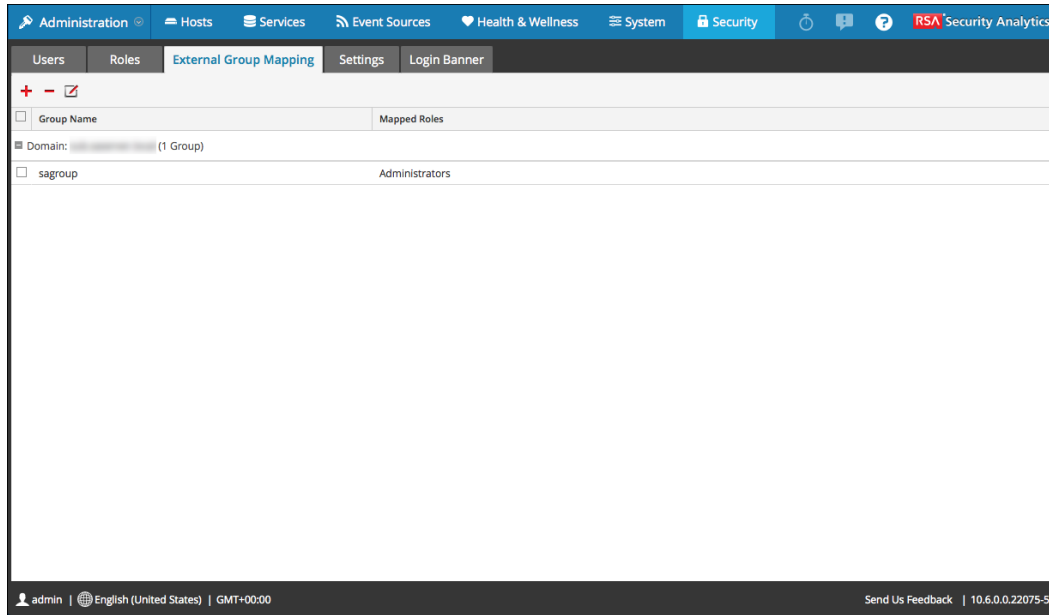 Administration Hosts Services Event Sources Health & Wellness System Security RSA Security Analytics
Users Roles External Group Mapping Settings Login Banner
Group Name Mapped Roles
Domain: (1 Group)
sagroup Administrators
admin | English (United States) | GMT+00:00 Send Us Feedback | 10.6.0.0.22075-5